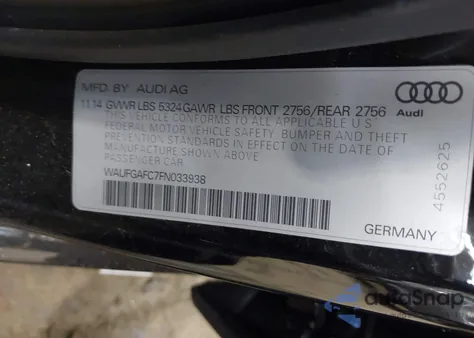 MFD. BY AUDI AG
11.14 GVWR LBS 5324 GAWR LBS FRONT 2756/REAR 2756
THIS VEHICLE CONFORMS TO ALL APPLICABLE U S
FEDERAL MOTOR VEHICLE SAFETY, BUMPER AND THEFT
PREVENTION STANDARDS IN EFFECT ON THE DATE OF
MANUFACTURE SHOWN ABOVE.
PASSENGER CAR
WAUFGAFC7FN033938
Audi
4552625
GERMANY
autoSnap